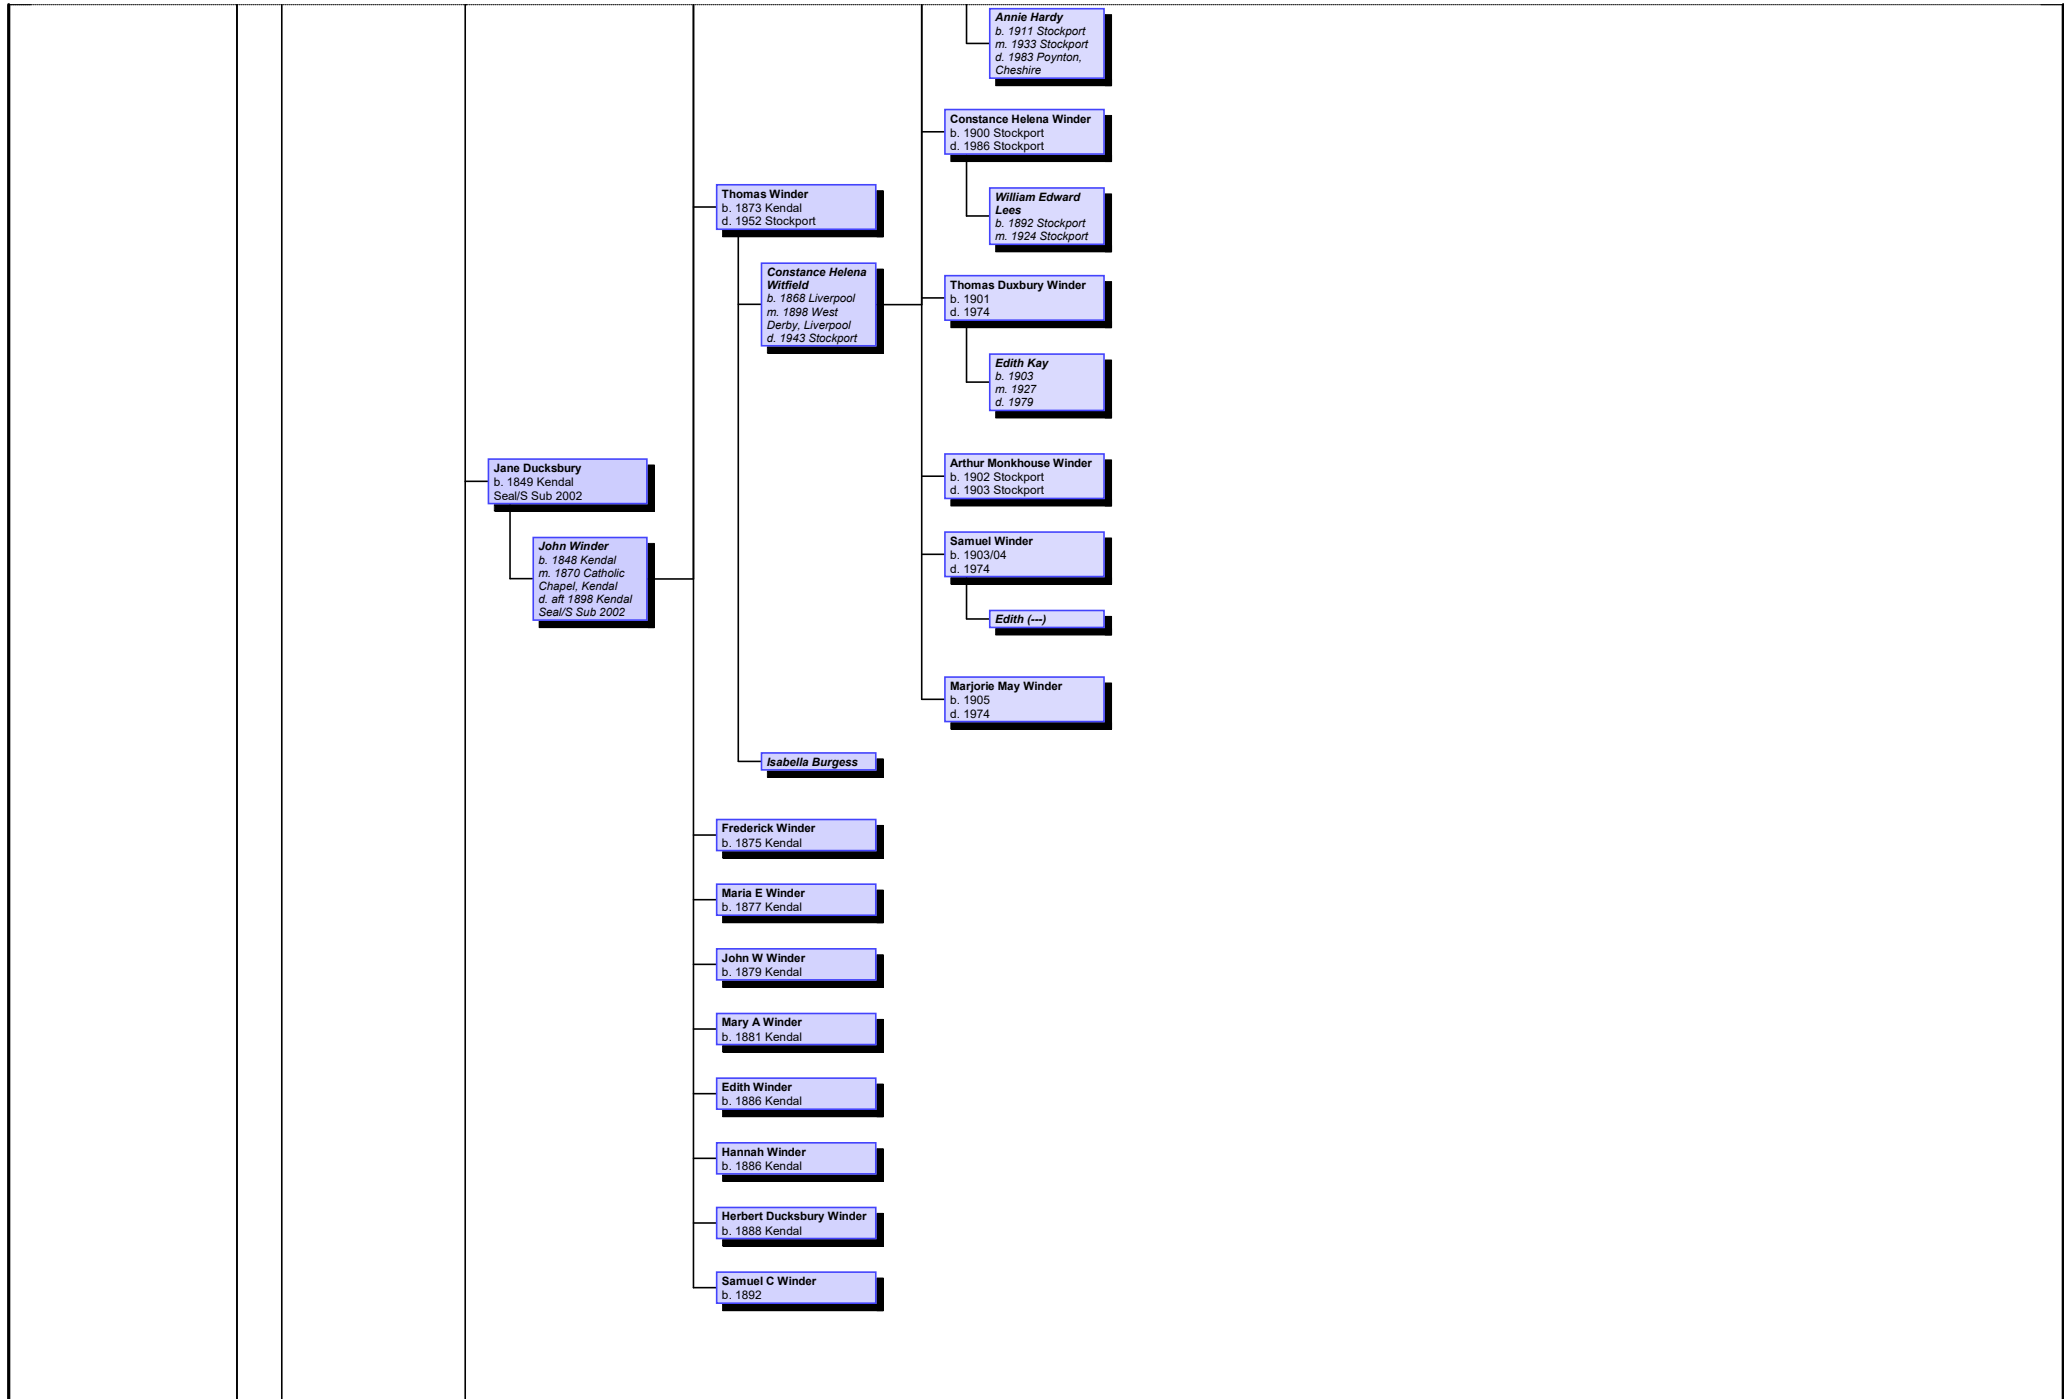 Annie Hardy
b. 1911 Stockport
m. 1933 Stockport
d. 1983 Poynton,
Cheshire
Constance Helena Winder
b. 1900 Stockport
d. 1986 Stockport
William Edward
Lees
b. 1892 Stockport
m. 1924 Stockport
Thomas Winder
b. 1873 Kendal
d. 1952 Stockport
Constance Helena
Witfield
b. 1868 Liverpool
m. 1898 West
Derby, Liverpool
d. 1943 Stockport
Thomas Duxbury Winder
b. 1901
d. 1974
Edith Kay
b. 1903
m. 1927
d. 1979
Jane Ducksbury
b. 1849 Kendal
Seal/S Sub 2002
John Winder
b. 1848 Kendal
m. 1870 Catholic
Chapel, Kendal
d. aft 1898 Kendal
Seal/S Sub 2002
Arthur Monkhouse Winder
b. 1902 Stockport
d. 1903 Stockport
Samuel Winder
b. 1903/04
d. 1974
Edith (---)
Marjorie May Winder
b. 1905
d. 1974
Isabella Burgess
Frederick Winder
b. 1875 Kendal
Maria E Winder
b. 1877 Kendal
John W Winder
b. 1879 Kendal
Mary A Winder
b. 1881 Kendal
Edith Winder
b. 1886 Kendal
Hannah Winder
b. 1886 Kendal
Herbert Ducksbury Winder
b. 1888 Kendal
Samuel C Winder
b. 1892